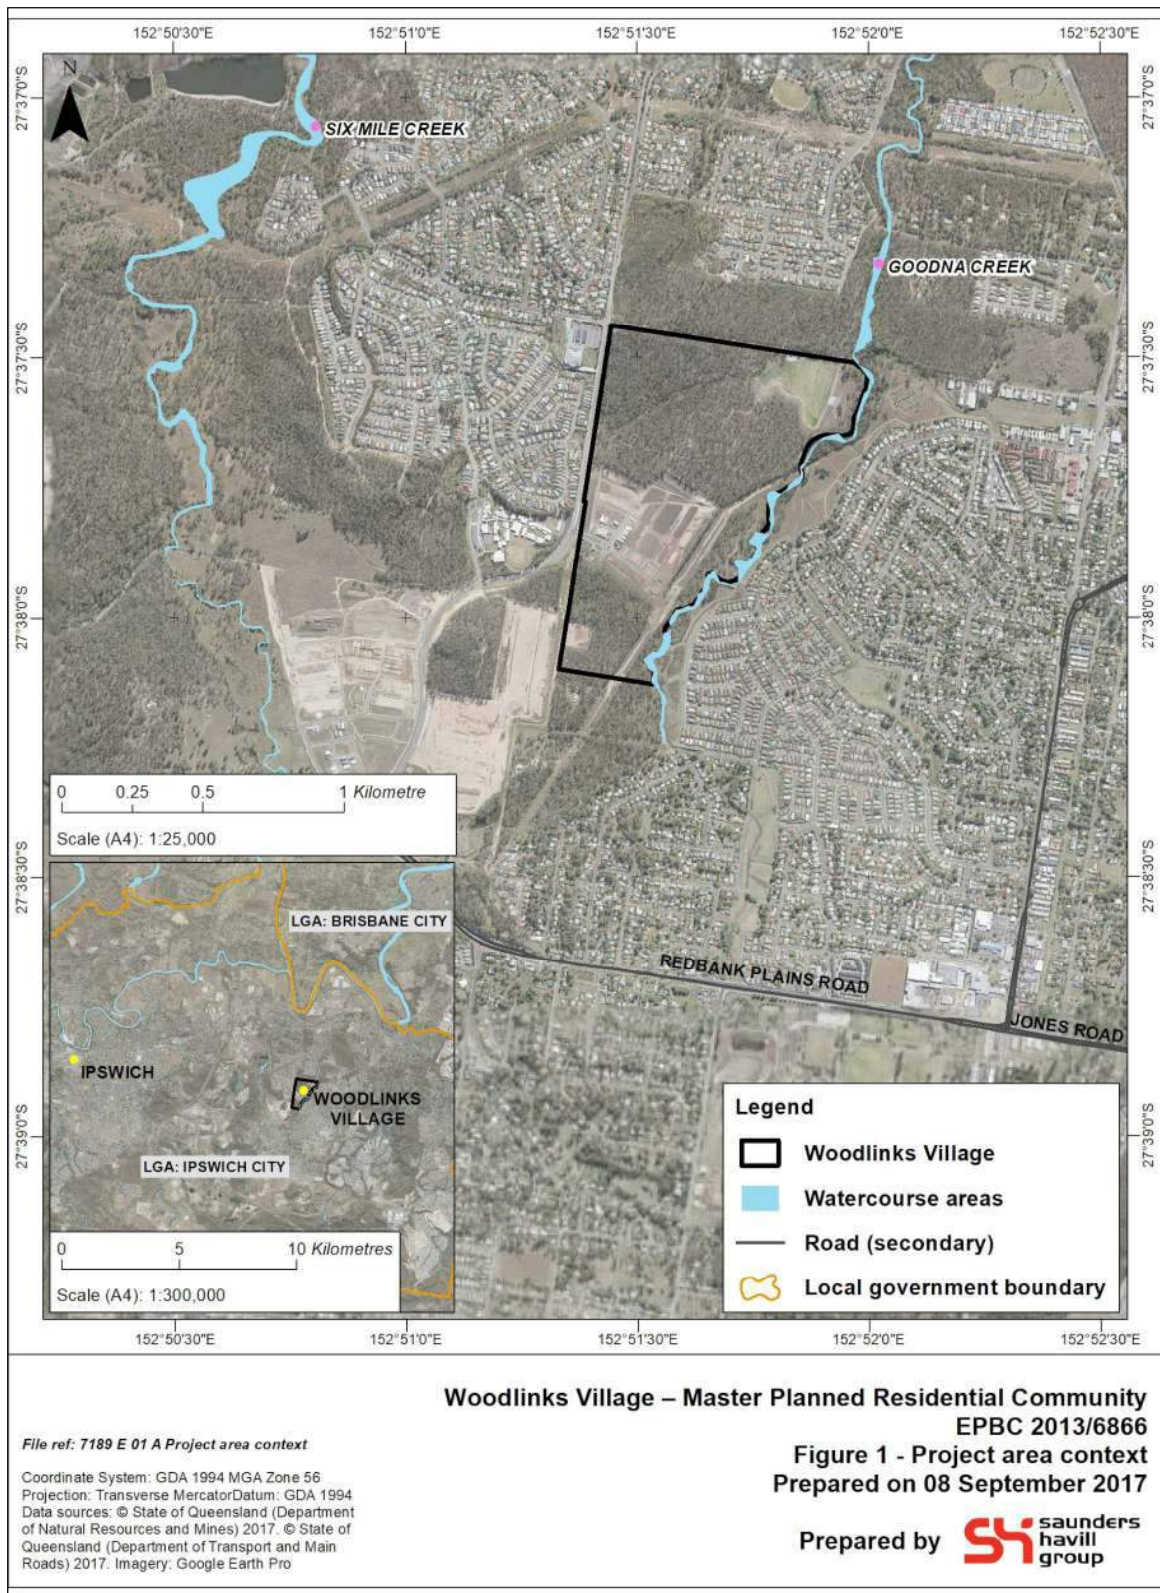 152°50'30"E
152°51'0"E
152°51'30"E
152°52'0"E
152°52'30"E
27°37'0"S
27°37'0"S
N
SIX MILE CREEK
GOODNA CREEK
27°37'30"S
27°37'30"S
27°38'0"S
27°38'0"S
0 0.25 0.5 1 Kilometre
Scale (A4): 1:25,000
27°38'30"S
27°38'30"S
LGA: BRISBANE CITY
REDBANK PLAINS ROAD
JONES ROAD
IPSWICH
WOODLINKS
VILLAGE
LGA: IPSWICH CITY
27°39'0"S
27°39'0"S
0 5 10 Kilometres
Scale (A4): 1:300,000
Legend
Woodlinks Village
Watercourse areas
Road (secondary)
Local government boundary
152°50'30"E
152°51'0"E
152°51'30"E
152°52'0"E
152°52'30"E
Woodlinks Village – Master Planned Residential Community
EPBC 2013/6866
Figure 1 - Project area context
Prepared on 08 September 2017
File ref: 7189 E 01 A Project area context
Coordinate System: GDA 1994 MGA Zone 56
Projection: Transverse MercatorDatum: GDA 1994
Data sources: © State of Queensland (Department
of Natural Resources and Mines) 2017. © State of
Queensland (Department of Transport and Main
Roads) 2017. Imagery: Google Earth Pro
Prepared by
sh
saunders
havill
group